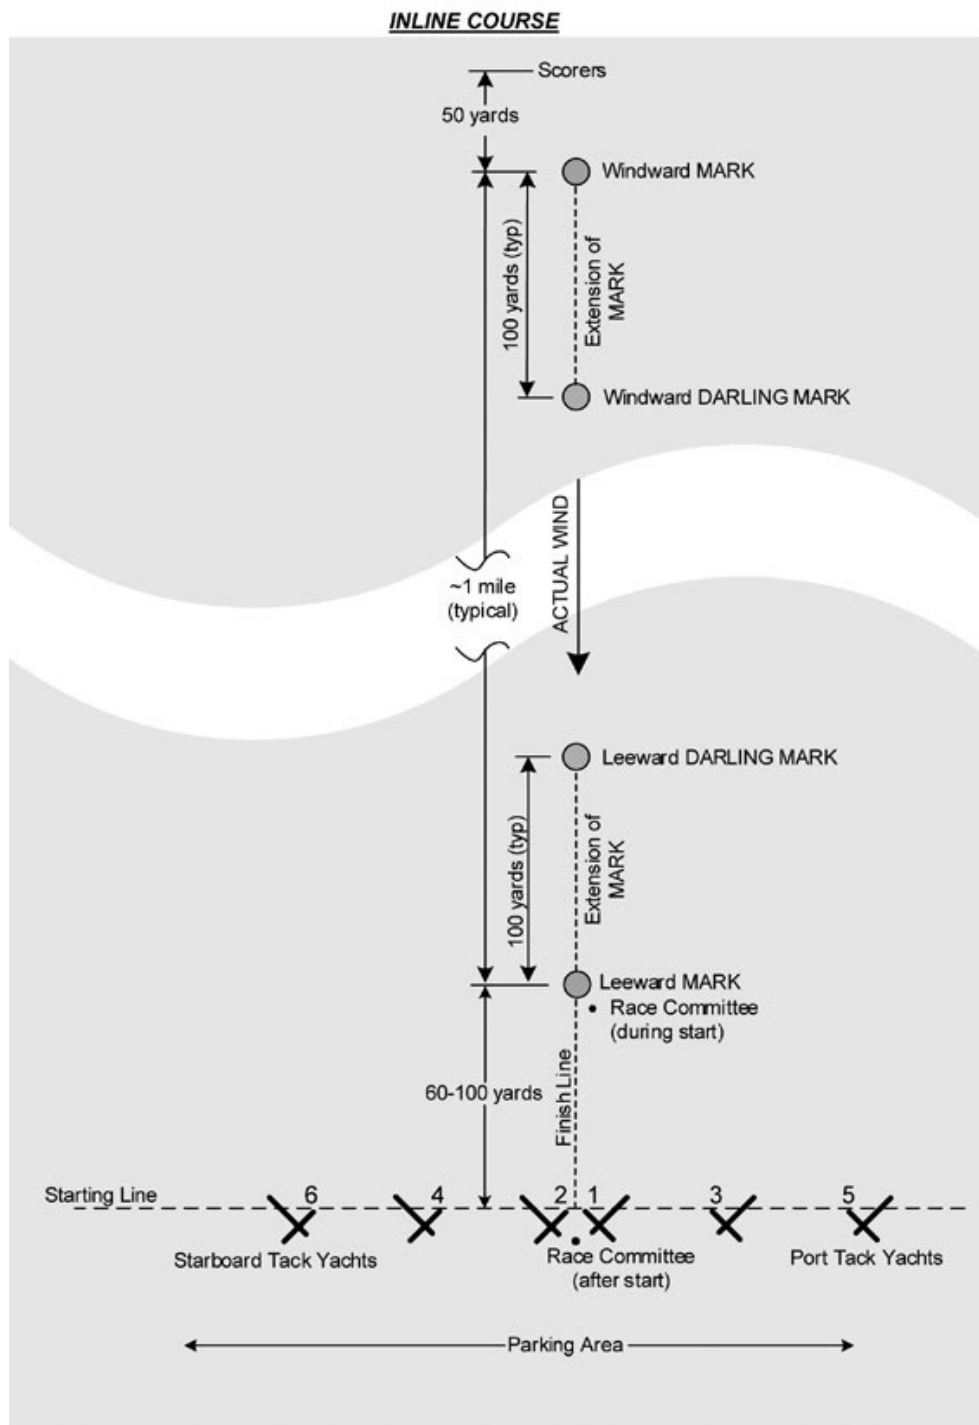 INLINE COURSE
Scorers
50 yards
Windward MARK
100 yards (typ)
Extension of
MARK
Windward DARLING MARK
ACTUAL WIND
~1 mile
(typical)
Leeward DARLING MARK
100 yards (typ)
Extension of
MARK
Leeward MARK
• Race Committee
(during start)
60-100 yards
Finish Line
Starting Line
6 4 2 1 3 5
Starboard Tack Yachts
Race Committee
(after start)
Port Tack Yachts
Parking Area